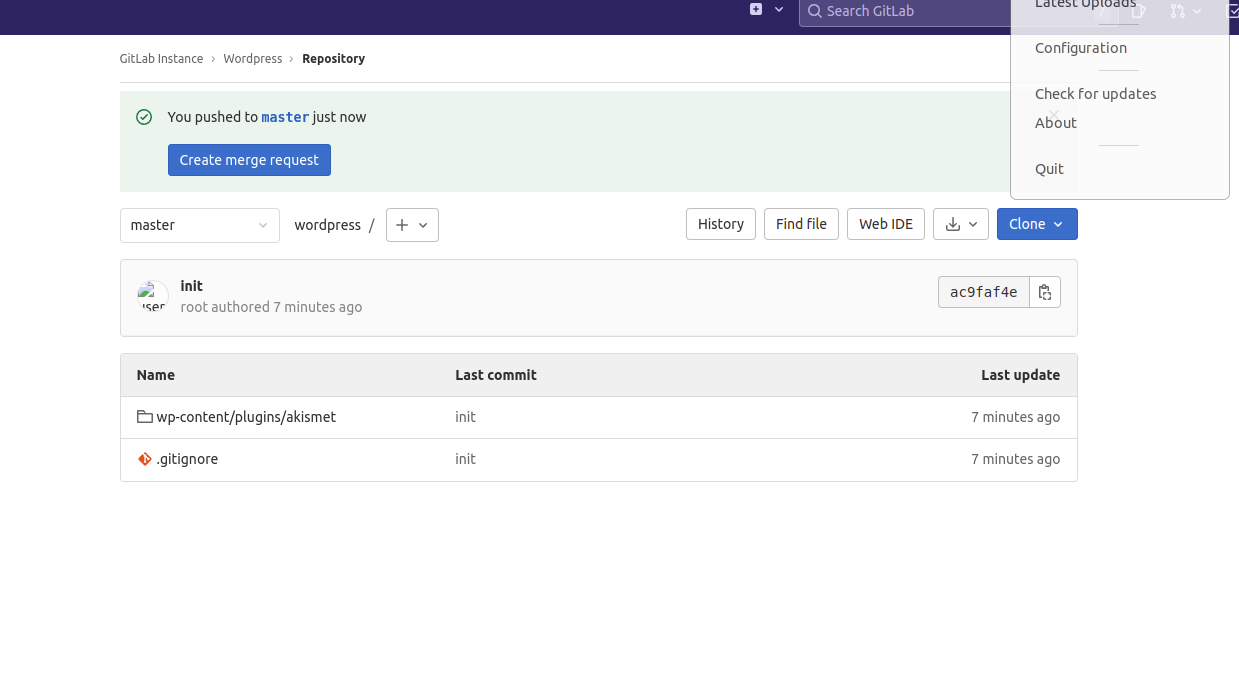 Search GitLab
Latest Uploads
Configuration
Check for updates
About
Quit
GitLab Instance › Wordpress › Repository
You pushed to master just now
Create merge request
master
wordpress /
History
Find file
Web IDE
Clone
init
root authored 7 minutes ago
user
ac9faf4e
Name Last commit Last update
wp-content/plugins/akismet init 7 minutes ago
.gitignore init 7 minutes ago